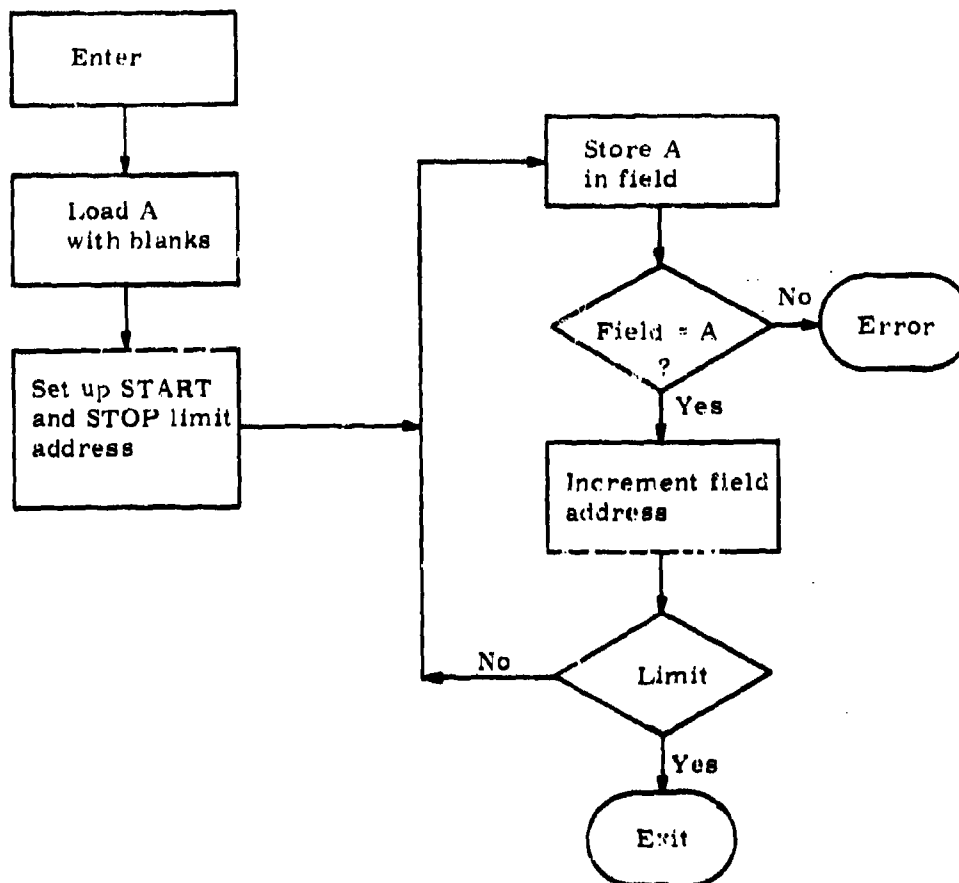 Enter
Load A
with blanks
Set up START
and STOP limit
address
Store A
in field
Field = A
?
No
Error
Yes
Increment field
address
Limit
No
Yes
Exit